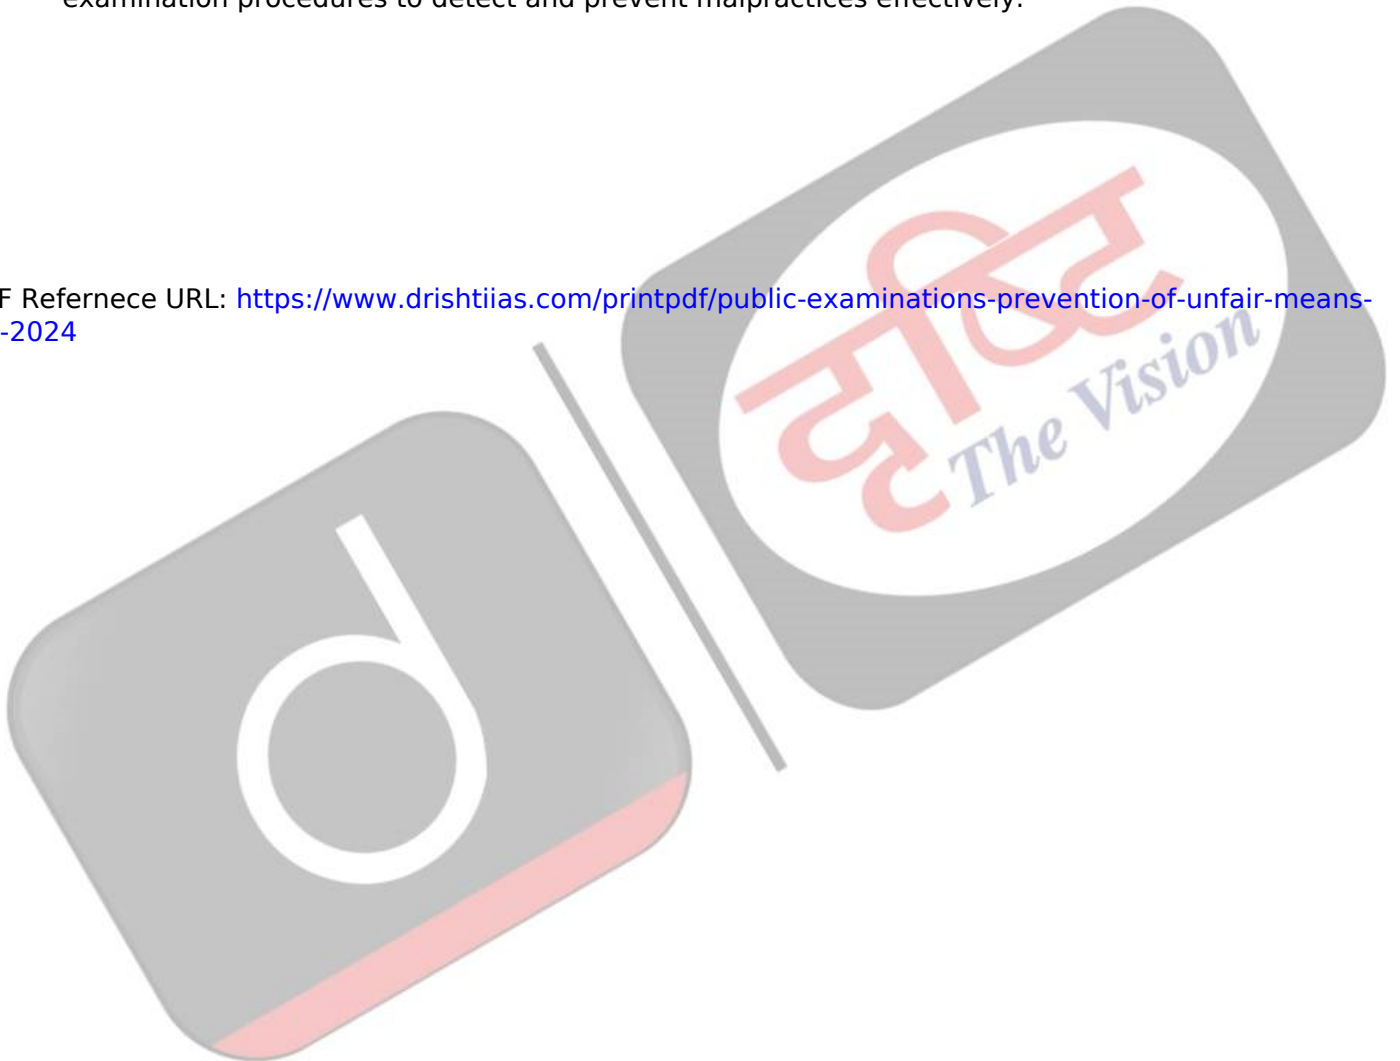 examination procedures to detect and prevent malpractices effectively.
F Refernece URL: https://www.drishtiias.com/printpdf/public-examinations-prevention-of-unfair-means-
-2024
दृष्टि
The Vision
d